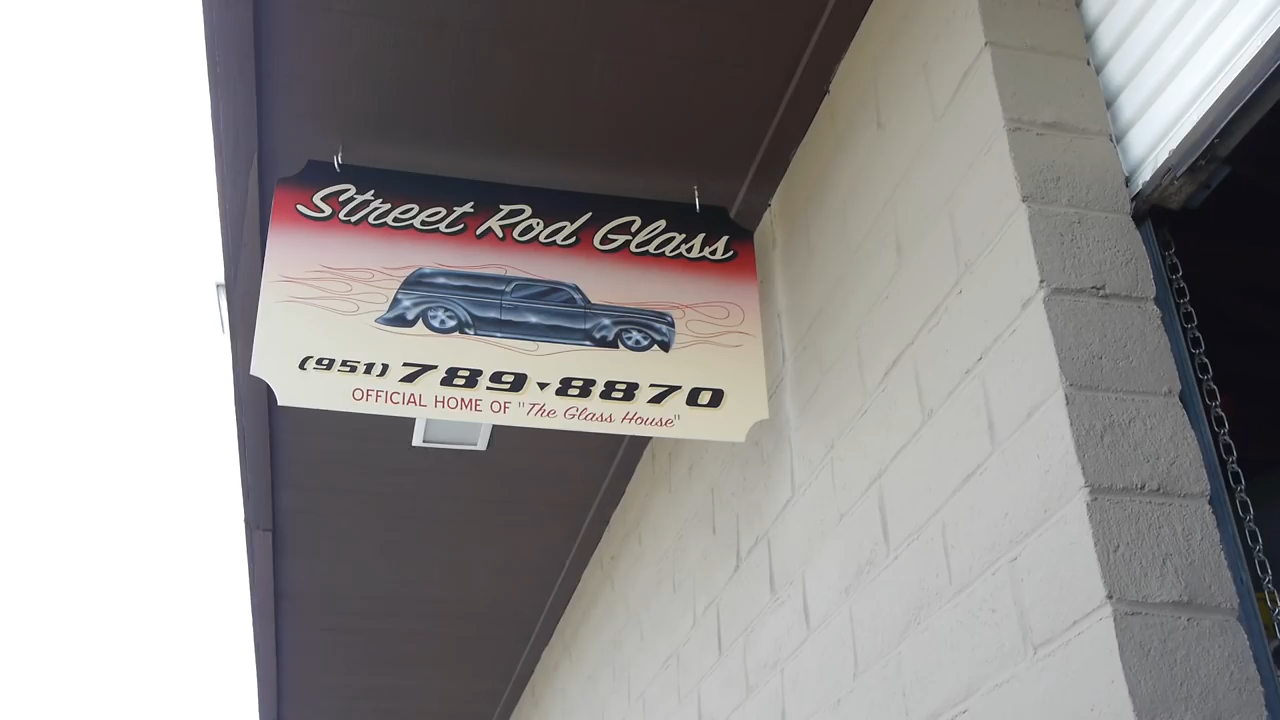 Street Rod Glass
(951) 789-8870
OFFICIAL HOME OF "The Glass House"